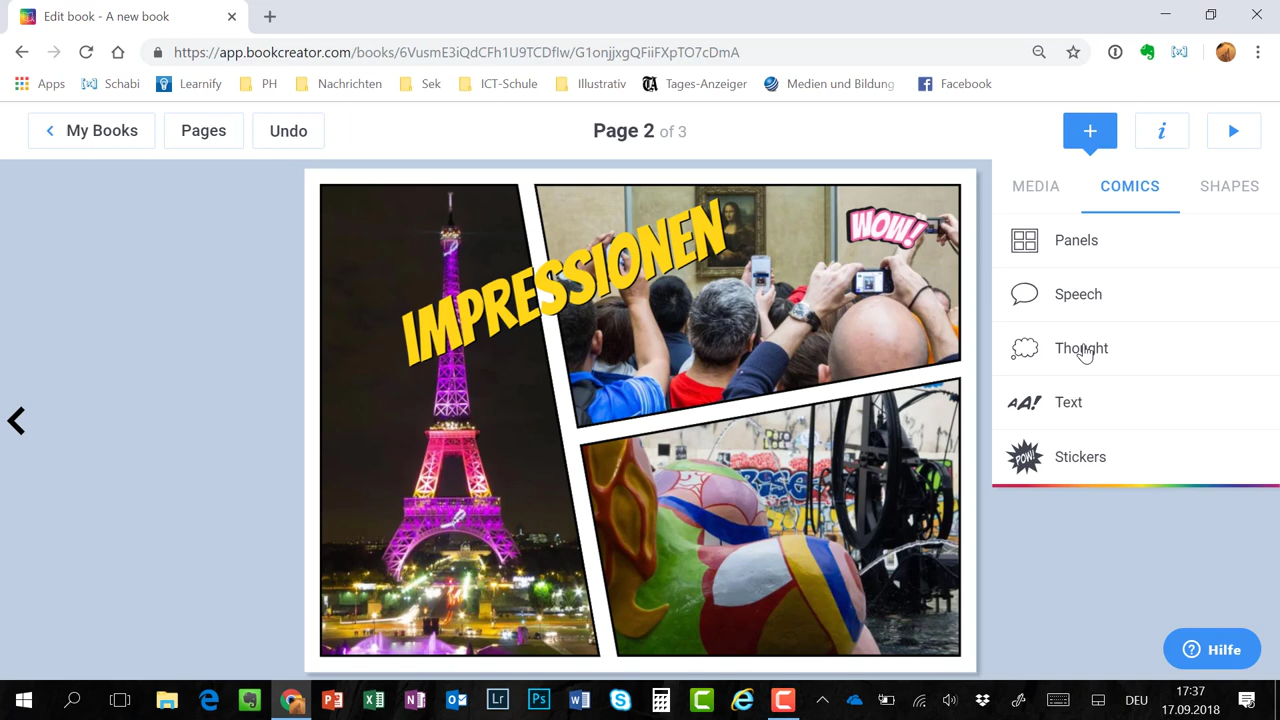 Edit book - A new book
https://app.bookcreator.com/books/6VusmE3iQdCFh1U9TCDfIw/G1onjjxgQFiiFXpTO7cDmA
Apps Schabi Learnify PH Nachrichten Sek ICT-Schule Illustrativ Tages-Anzeiger Medien und Bildung Facebook
My Books Pages Undo Page 2 of 3
MEDIA COMICS SHAPES
Panels
Speech
Thought
Text
POW! Stickers
IMPRESSIONEN
WOW!
Hilfe
DEU
17:37
17.09.2018